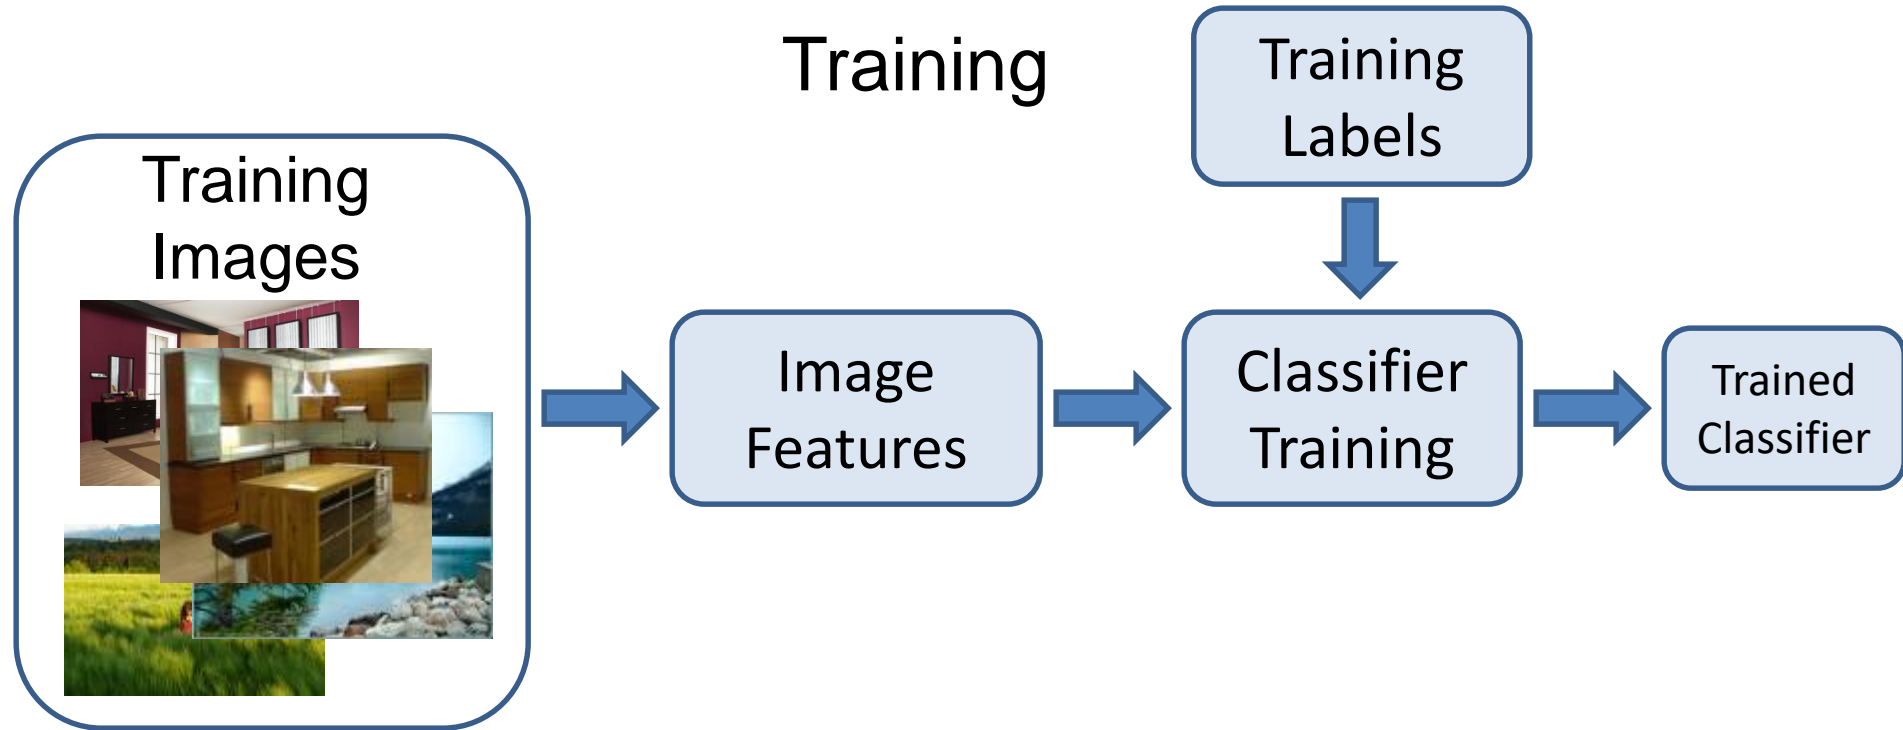 Training
Training
Labels
Training
Images
Image
Features
Classifier
Training
Trained
Classifier